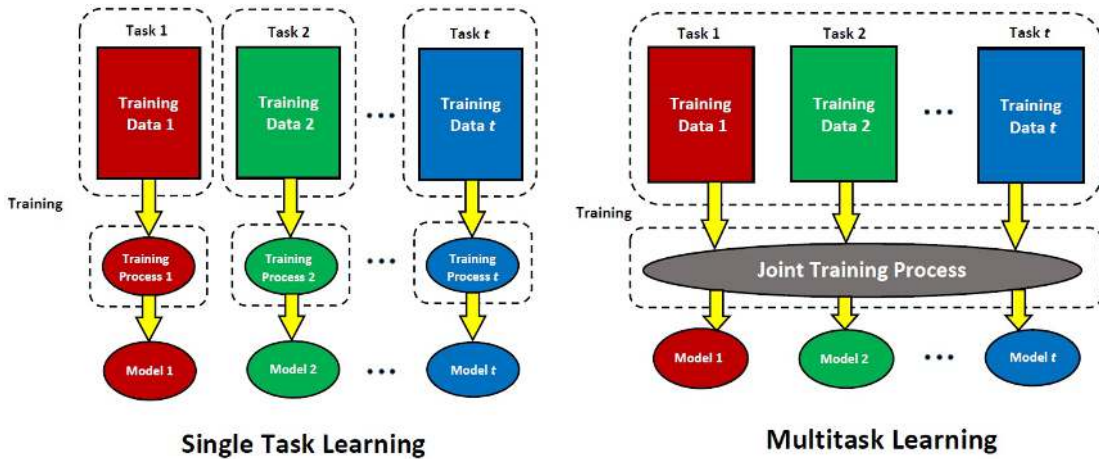 Task 1
Task 2
Task t
Training
Data 1
Training
Data 2
•••
Training
Data t
Training
Training
Process 1
Training
Process 2
•••
Training
Process t
Model 1
Model 2
•••
Model t
Single Task Learning
Task 1
Task 2
Task t
Training
Data 1
Training
Data 2
•••
Training
Data t
Training
Joint Training Process
Model 1
Model 2
•••
Model t
Multitask Learning